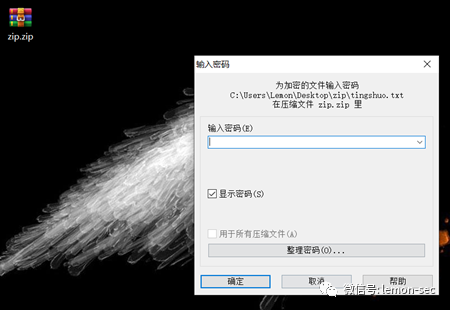 zip.zip
输入密码
为加密的文件输入密码
C:\Users\Lemon\Desktop\zip\tingshuo.txt
在压缩文件 zip.zip 里
输入密码(E)
显示密码(S)
用于所有压缩文件(A)
整理密码(O)...
确定
取消
帮助
微信号:lemon-sec